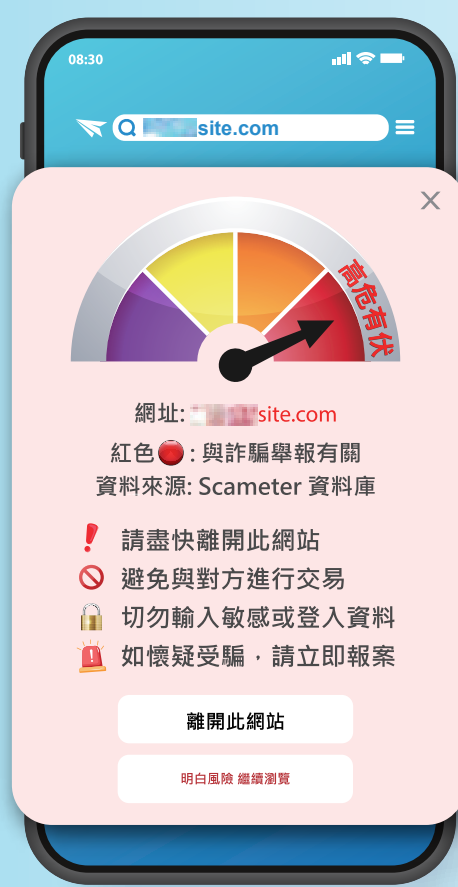 08:30
site.com
高危有伏
網址: site.com
紅色 : 與詐騙舉報有關
資料來源: Scameter 資料庫
請盡快離開此網站
避免與對方進行交易
切勿輸入敏感或登入資料
如懷疑受騙，請立即報案
離開此網站
明白風險 繼續瀏覽